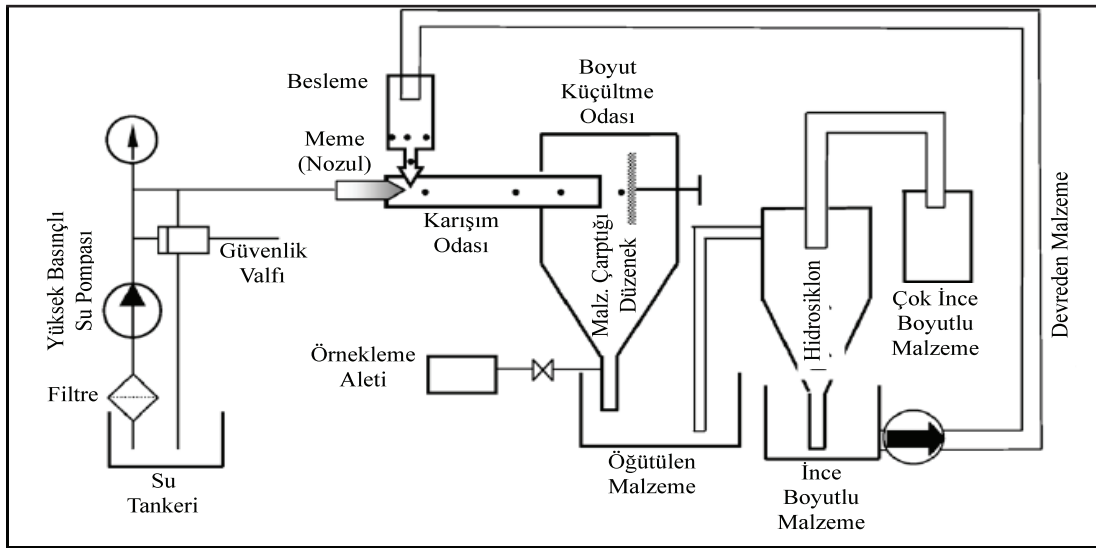 Besleme
Meme
(Nozul)
Boyut
Küçültme
Odası
Karışım
Odası
Güvenlik
Valfı
Yüksek Basınçlı
Su Pompası
Filtre
Su
Tankeri
Malz. Çarptığı
Düzenek
Örnekleme
Aleti
Öğütülen
Malzeme
Hidrosiklon
Çok İnce
Boyutlu
Malzeme
İnce
Boyutlu
Malzeme
Devreden Malzeme